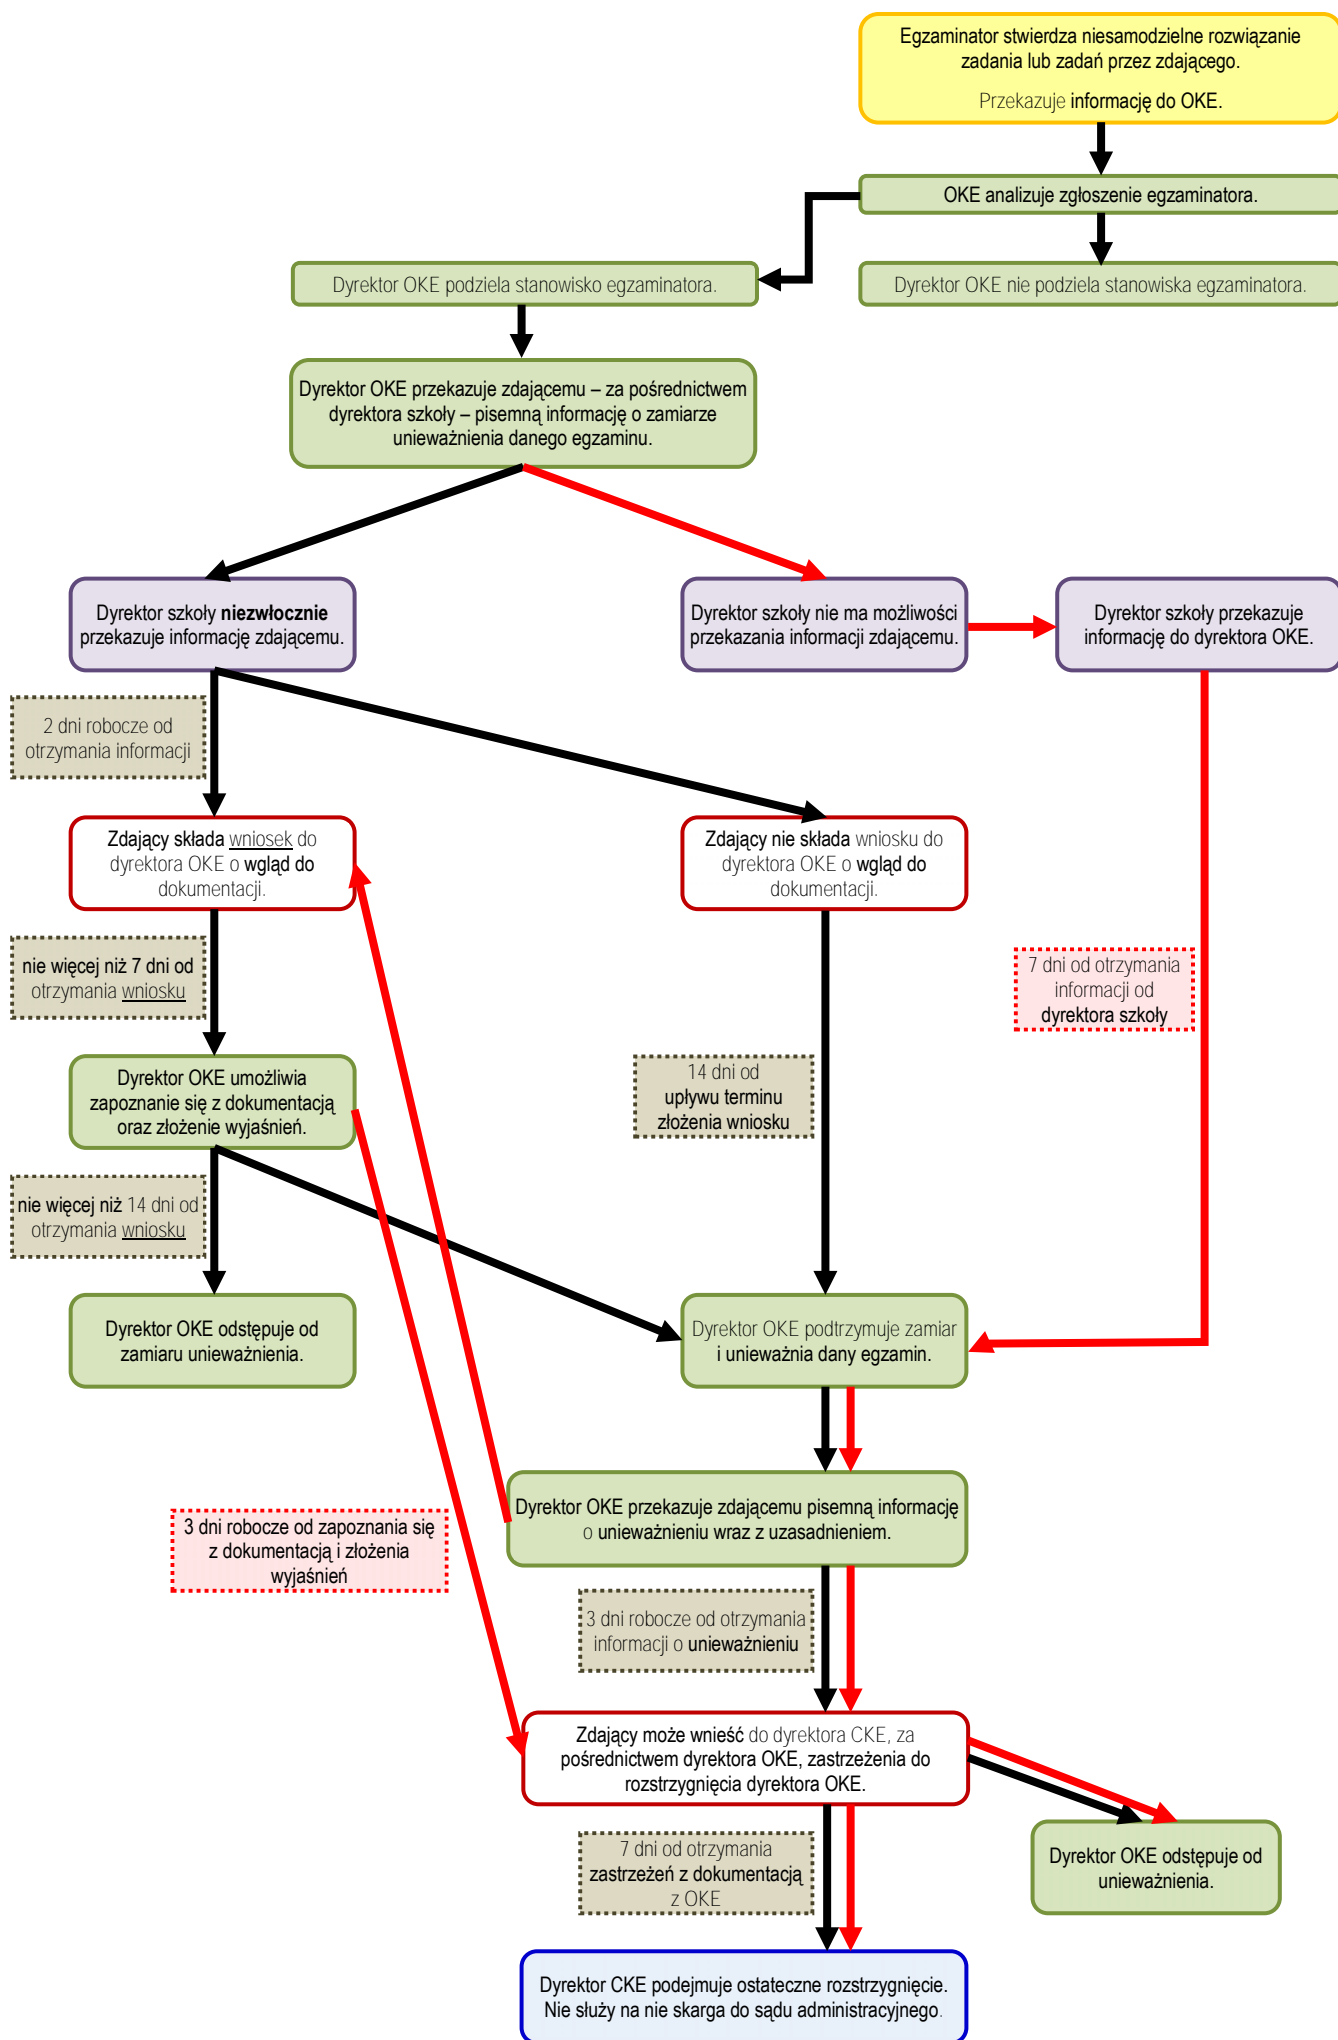 Egzaminator stwierdza niesamodzielne rozwiązanie
zadania lub zadań przez zdającego.
Przekazuje informację do OKE.
OKE analizuje zgłoszenie egzaminatora.
Dyrektor OKE podziela stanowisko egzaminatora.
Dyrektor OKE nie podziela stanowiska egzaminatora.
Dyrektor OKE przekazuje zdającemu – za pośrednictwem
dyrektora szkoły – pisemną informację o zamiarze
unieważnienia danego egzaminu.
Dyrektor szkoły niezwłocznie
przekazuje informację zdającemu.
Dyrektor szkoły nie ma możliwości
przekazania informacji zdającemu.
Dyrektor szkoły przekazuje
informację do dyrektora OKE.
2 dni robocze od
otrzymania informacji
Zdający składa wniosek do
dyrektora OKE o wgląd do
dokumentacji.
Zdający nie składa wniosku do
dyrektora OKE o wgląd do
dokumentacji.
nie więcej niż 7 dni od
otrzymania wniosku
7 dni od otrzymania
informacji od
dyrektora szkoły
Dyrektor OKE umożliwia
zapoznanie się z dokumentacją
oraz złożenie wyjaśnień.
14 dni od
upływu terminu
złożenia wniosku
nie więcej niż 14 dni od
otrzymania wniosku
Dyrektor OKE odstępuje od
zamiaru unieważnienia.
Dyrektor OKE podtrzymuje zamiar
i unieważnia dany egzamin.
Dyrektor OKE przekazuje zdającemu pisemną informację
o unieważnieniu wraz z uzasadnieniem.
3 dni robocze od zapoznania się
z dokumentacją i złożenia
wyjaśnień
3 dni robocze od otrzymania
informacji o unieważnieniu
Zdający może wnieść do dyrektora CKE, za
pośrednictwem dyrektora OKE, zastrzeżenia do
rozstrzygnięcia dyrektora OKE.
7 dni od otrzymania
zastrzeżeń z dokumentacją
z OKE
Dyrektor OKE odstępuje od
unieważnienia.
Dyrektor CKE podejmuje ostateczne rozstrzygnięcie.
Nie służy na nie skarga do sądu administracyjnego.